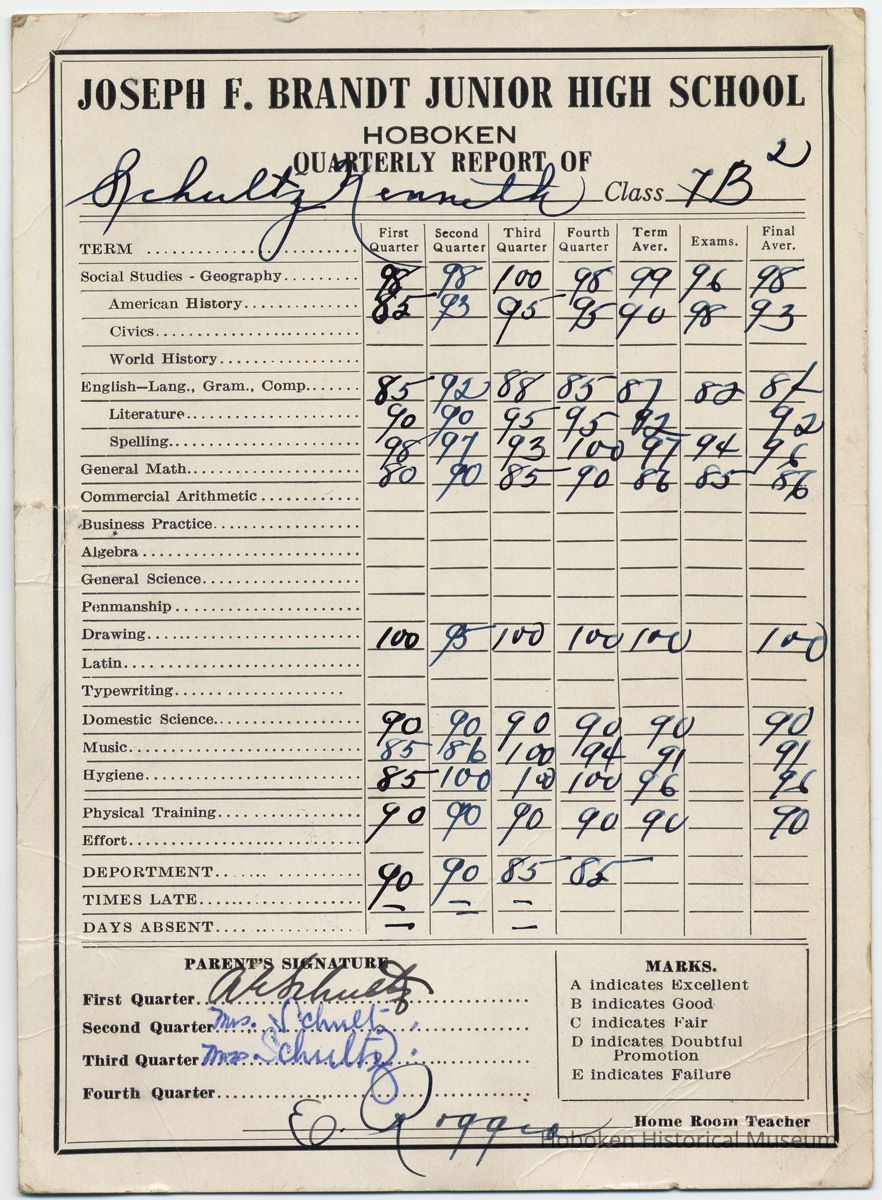 JOSEPH F. BRANDT JUNIOR HIGH SCHOOL
HOBOKEN
QUARTERLY REPORT OF
Schultz Kenneth Class 7B2
TERM First Quarter Second Quarter Third Quarter Fourth Quarter Term Aver. Exams. Final Aver.
Social Studies - Geography 98 98 100 98 99 96 98
American History 85 93 95 95 90 98 93
Civics
World History
English—Lang., Gram., Comp. 85 92 88 85 87 82
Literature 90 90 95 95 92 92
Spelling 98 97 93 100 97 94 96
General Math. 80 90 85 90 86 85 86
Commercial Arithmetic
Business Practice
Algebra
General Science
Penmanship
Drawing 100 95 100 100 100 100
Latin
Typewriting
Domestic Science 90 90 90 90 90 90
Music 85 86 100 94 91 91
Hygiene 85 100 100 100 96 96
Physical Training 90 90 90 90 90 90
Effort
DEPORTMENT 90 90 85 85
TIMES LATE — — —
DAYS ABSENT — —
PARENT'S SIGNATURE
First Quarter Schultz
Second Quarter Mrs. Schultz
Third Quarter Mrs. Schultz
Fourth Quarter
MARKS.
A indicates Excellent
B indicates Good
C indicates Fair
D indicates Doubtful
Promotion
E indicates Failure
E. Roggio Home Room Teacher
Hoboken Historical Museum